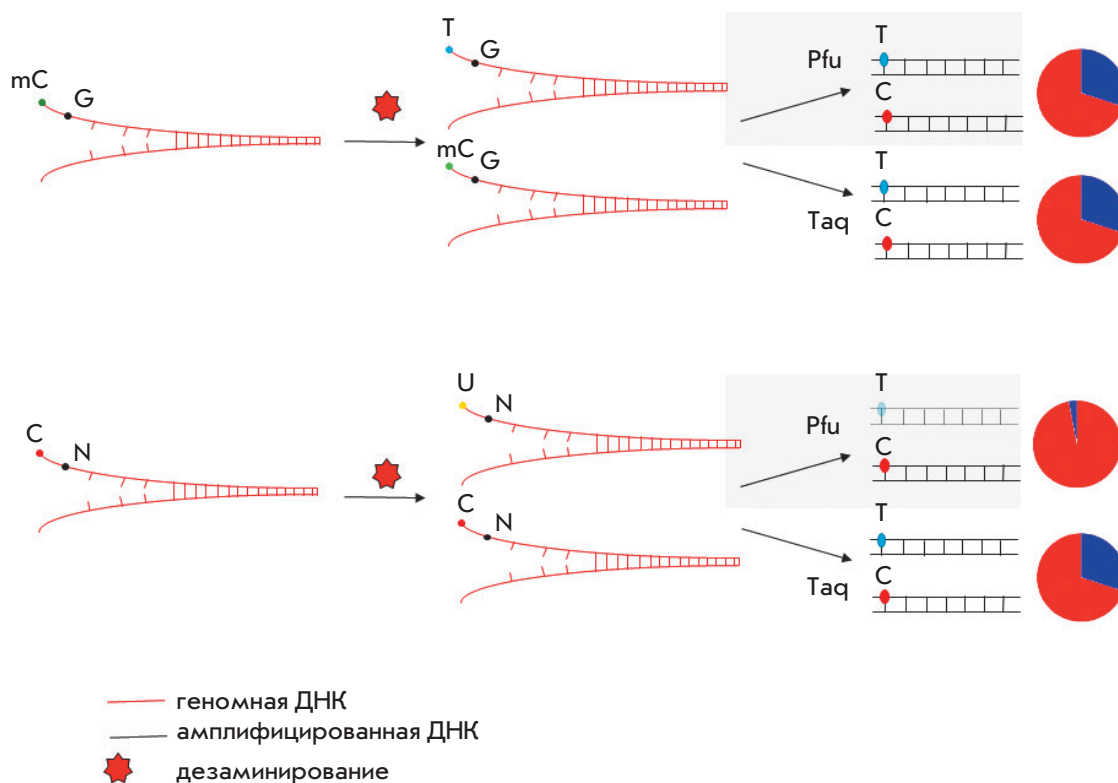 mC
G
T
G
mC
G
Pfu
T
C
Taq
T
C
C
N
U
N
C
N
Pfu
T
C
Taq
T
C
геномная ДНК
амплифицированная ДНК
дезаминирование